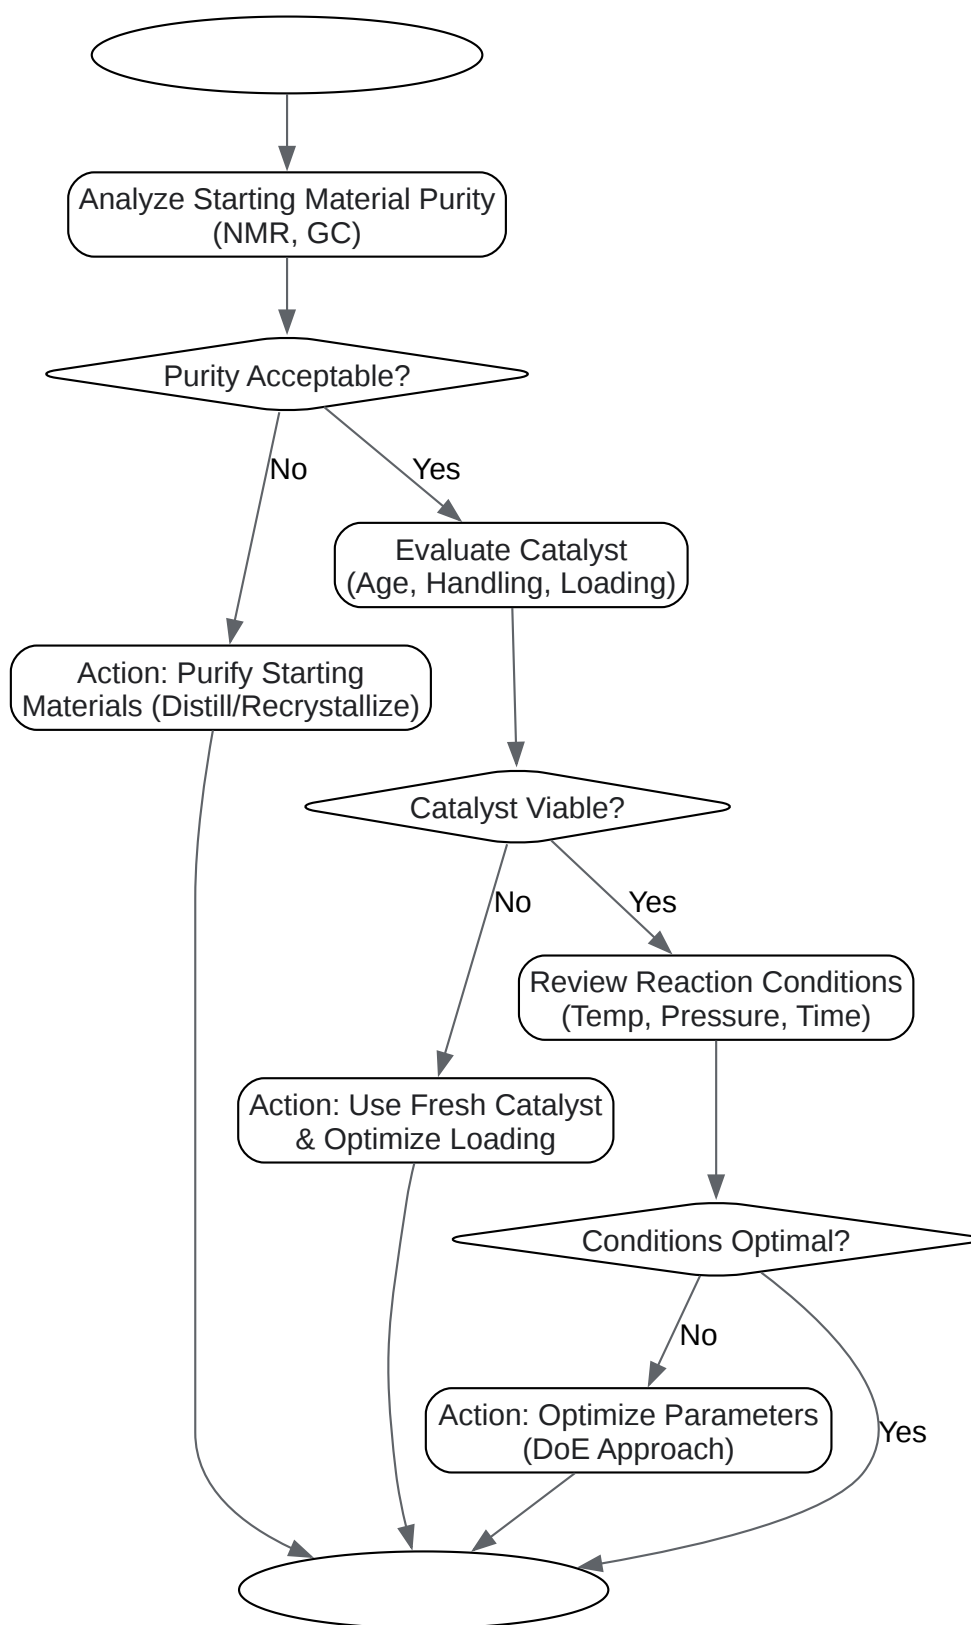 Analyze Starting Material Purity
(NMR, GC)
Purity Acceptable?
No
Yes
Evaluate Catalyst
(Age, Handling, Loading)
Action: Purify Starting
Materials (Distill/Recrystallize)
Catalyst Viable?
No
Yes
Review Reaction Conditions
(Temp, Pressure, Time)
Action: Use Fresh Catalyst
& Optimize Loading
Conditions Optimal?
No
Action: Optimize Parameters
(DoE Approach)
Yes